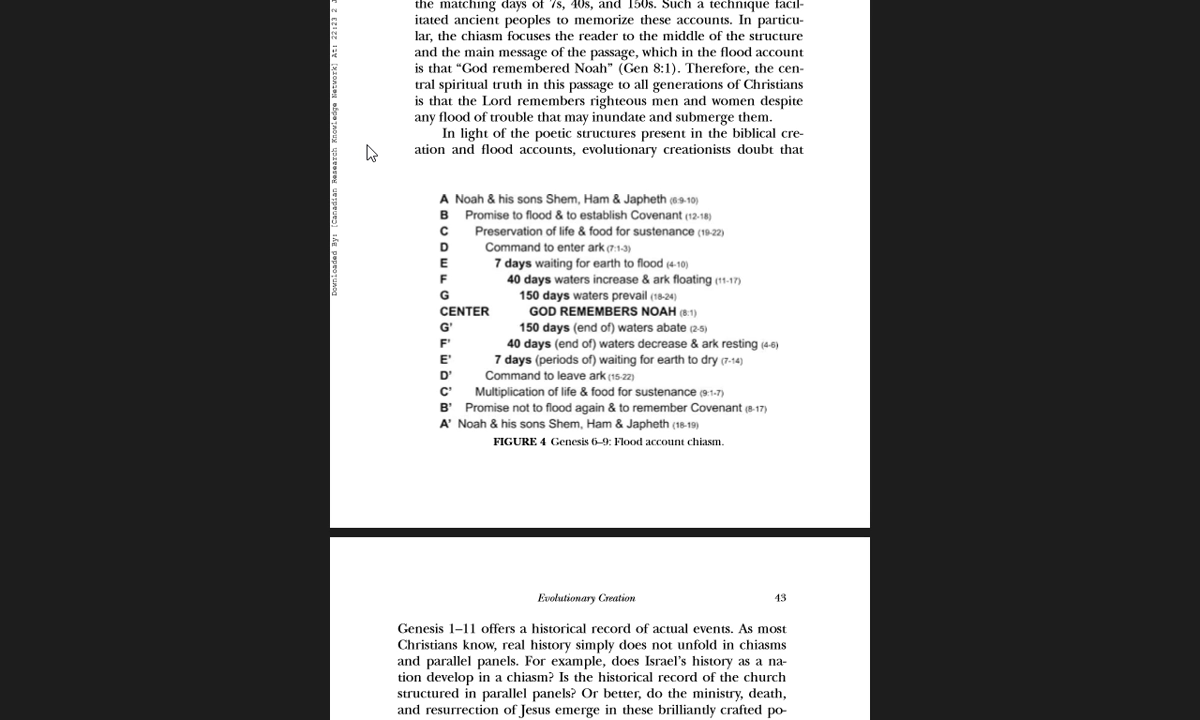 the matching days of 7s, 40s, and 150s. Such a technique facil-
itated ancient peoples to memorize these accounts. In particu-
lar, the chiasm focuses the reader to the middle of the structure
and the main message of the passage, which in the flood account
is that “God remembered Noah” (Gen 8:1). Therefore, the cen-
tral spiritual truth in this passage to all generations of Christians
is that the Lord remembers righteous men and women despite
any flood of trouble that may inundate and submerge them.
In light of the poetic structures present in the biblical cre-
ation and flood accounts, evolutionary creationists doubt that
A Noah & his sons Shem, Ham & Japheth (6:9-10)
B Promise to flood & to establish Covenant (12-18)
C Preservation of life & food for sustenance (19-22)
D Command to enter ark (7:1-3)
E 7 days waiting for earth to flood (4-10)
F 40 days waters increase & ark floating (11-17)
G 150 days waters prevail (18-24)
CENTER GOD REMEMBERS NOAH (8:1)
G' 150 days (end of) waters abate (2-5)
F' 40 days (end of) waters decrease & ark resting (4-6)
E' 7 days (periods of) waiting for earth to dry (7-14)
D' Command to leave ark (15-22)
C' Multiplication of life & food for sustenance (9:1-7)
B' Promise not to flood again & to remember Covenant (8-17)
A' Noah & his sons Shem, Ham & Japheth (18-19)
FIGURE 4 Genesis 6–9: Flood account chiasm.
Downloaded By: [Canadian Research Knowledge Network] At: 22:23 2
Evolutionary Creation 43
Genesis 1–11 offers a historical record of actual events. As most
Christians know, real history simply does not unfold in chiasms
and parallel panels. For example, does Israel’s history as a na-
tion develop in a chiasm? Is the historical record of the church
structured in parallel panels? Or better, do the ministry, death,
and resurrection of Jesus emerge in these brilliantly crafted po-